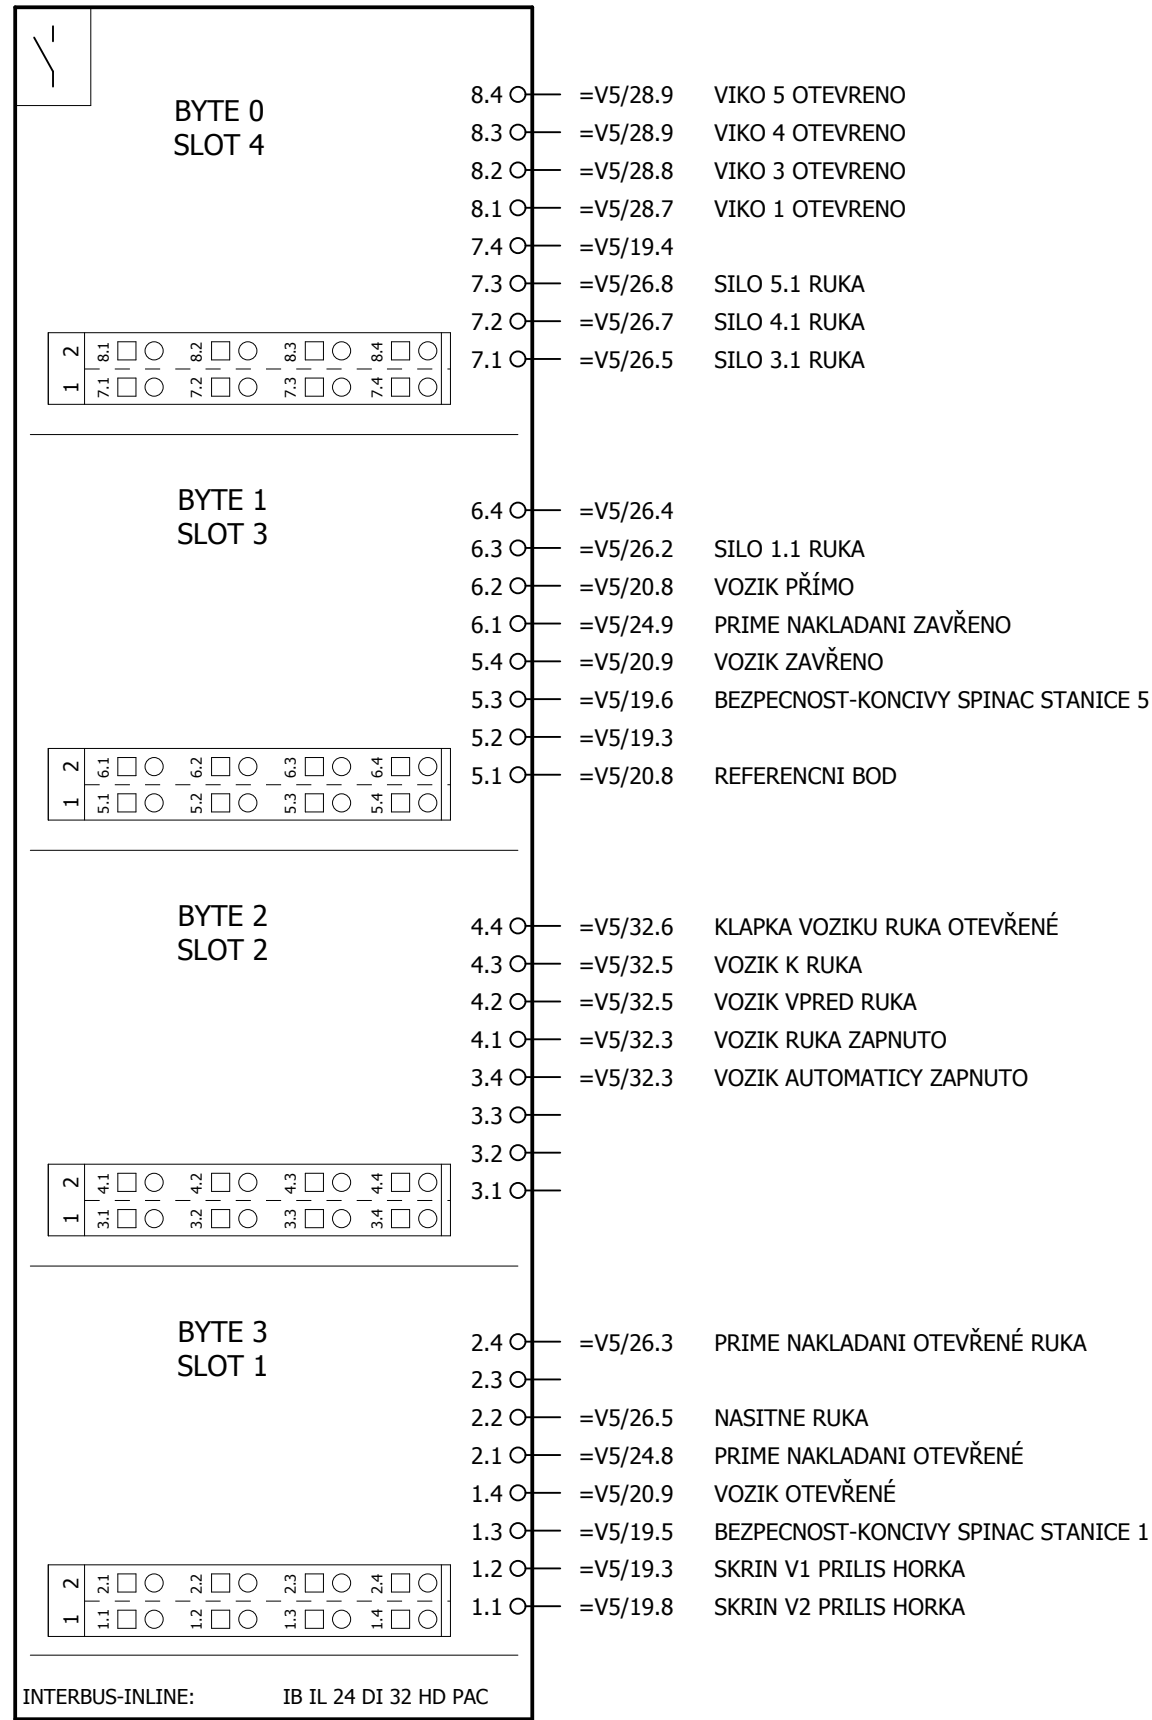 BYTE 0
SLOT 4
8.4 =V5/28.9 VIKO 5 OTEVRENO
8.3 =V5/28.9 VIKO 4 OTEVRENO
8.2 =V5/28.8 VIKO 3 OTEVRENO
8.1 =V5/28.7 VIKO 1 OTEVRENO
7.4 =V5/19.4
7.3 =V5/26.8 SILO 5.1 RUKA
7.2 =V5/26.7 SILO 4.1 RUKA
7.1 =V5/26.5 SILO 3.1 RUKA
2 8.1 8.2 8.3 8.4
1 7.1 7.2 7.3 7.4
BYTE 1
SLOT 3
6.4 =V5/26.4
6.3 =V5/26.2 SILO 1.1 RUKA
6.2 =V5/20.8 VOZIK PŘÍMO
6.1 =V5/24.9 PRIME NAKLADANI ZAVŘENO
5.4 =V5/20.9 VOZIK ZAVŘENO
5.3 =V5/19.6 BEZPECNOST-KONCIVY SPINAC STANICE 5
5.2 =V5/19.3
5.1 =V5/20.8 REFERENCNI BOD
2 6.1 6.2 6.3 6.4
1 5.1 5.2 5.3 5.4
BYTE 2
SLOT 2
4.4 =V5/32.6 KLAPKA VOZIKU RUKA OTEVŘENÉ
4.3 =V5/32.5 VOZIK K RUKA
4.2 =V5/32.5 VOZIK VPRED RUKA
4.1 =V5/32.3 VOZIK RUKA ZAPNUTO
3.4 =V5/32.3 VOZIK AUTOMATICY ZAPNUTO
3.3
3.2
3.1
2 4.1 4.2 4.3 4.4
1 3.1 3.2 3.3 3.4
BYTE 3
SLOT 1
2.4 =V5/26.3 PRIME NAKLADANI OTEVŘENÉ RUKA
2.3
2.2 =V5/26.5 NASITNE RUKA
2.1 =V5/24.8 PRIME NAKLADANI OTEVŘENÉ
1.4 =V5/20.9 VOZIK OTEVŘENÉ
1.3 =V5/19.5 BEZPECNOST-KONCIVY SPINAC STANICE 1
1.2 =V5/19.3 SKRIN V1 PRILIS HORKA
1.1 =V5/19.8 SKRIN V2 PRILIS HORKA
2 2.1 2.2 2.3 2.4
1 1.1 1.2 1.3 1.4
INTERBUS-INLINE: IB IL 24 DI 32 HD PAC